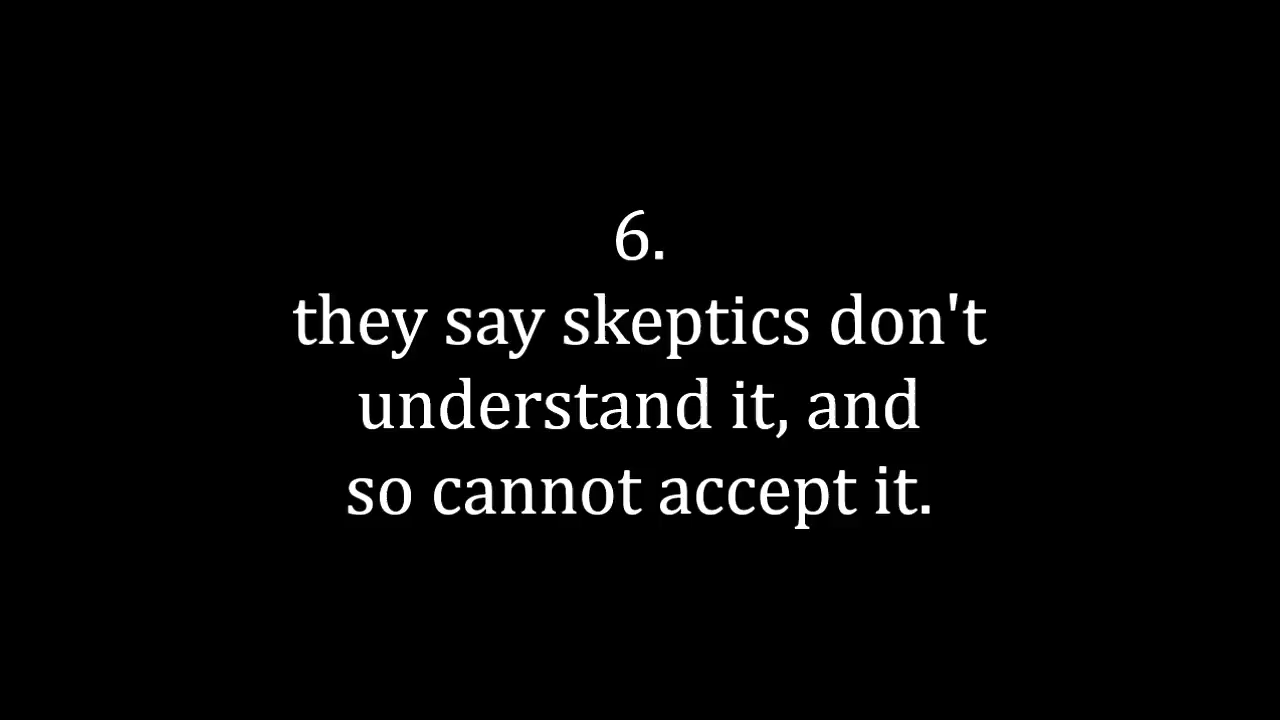 6.
they say skeptics don't
understand it, and
so cannot accept it.